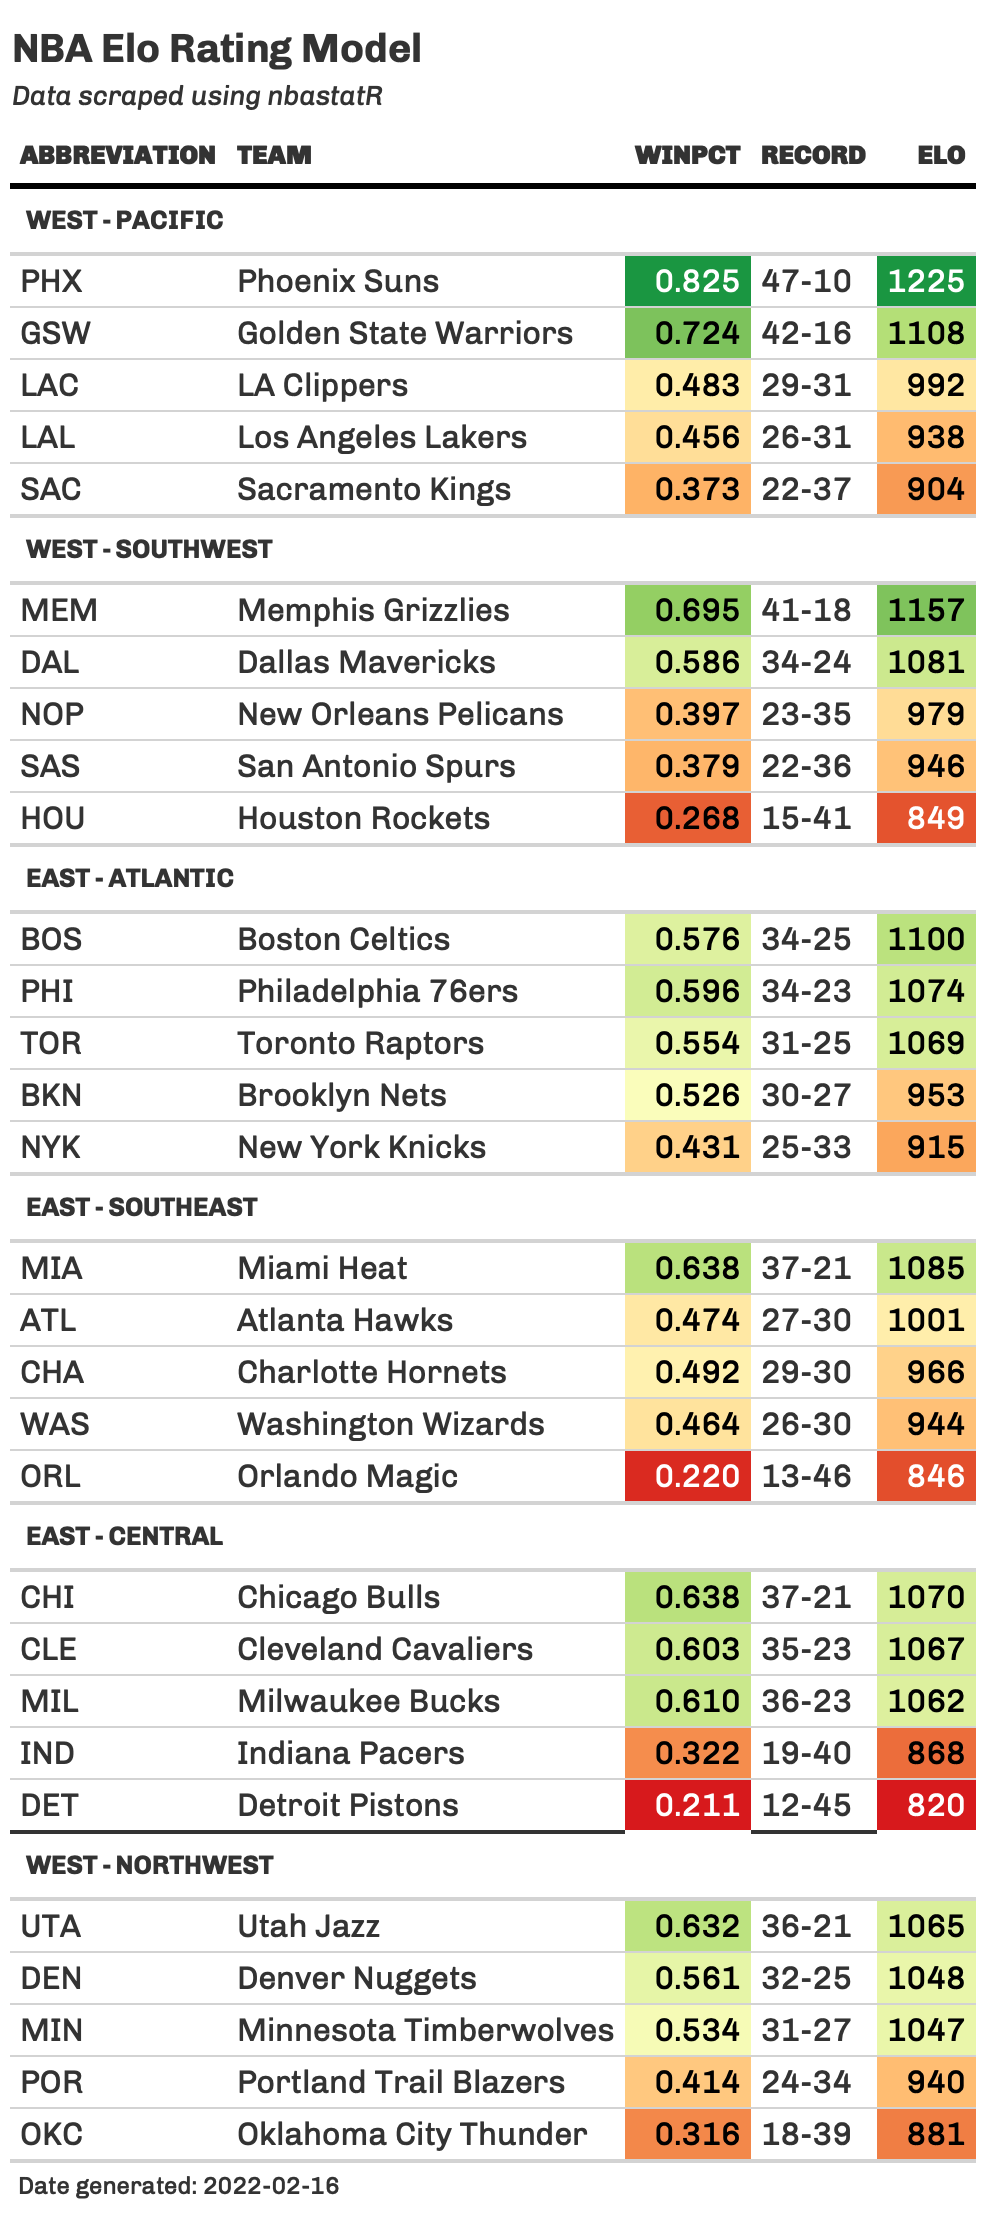 NBA Elo Rating Model
Data scraped using nbastatR
ABBREVIATION TEAM WINPCT RECORD ELO
WEST - PACIFIC
PHX Phoenix Suns 0.825 47-10 1225
GSW Golden State Warriors 0.724 42-16 1108
LAC LA Clippers 0.483 29-31 992
LAL Los Angeles Lakers 0.456 26-31 938
SAC Sacramento Kings 0.373 22-37 904
WEST - SOUTHWEST
MEM Memphis Grizzlies 0.695 41-18 1157
DAL Dallas Mavericks 0.586 34-24 1081
NOP New Orleans Pelicans 0.397 23-35 979
SAS San Antonio Spurs 0.379 22-36 946
HOU Houston Rockets 0.268 15-41 849
EAST - ATLANTIC
BOS Boston Celtics 0.576 34-25 1100
PHI Philadelphia 76ers 0.596 34-23 1074
TOR Toronto Raptors 0.554 31-25 1069
BKN Brooklyn Nets 0.526 30-27 953
NYK New York Knicks 0.431 25-33 915
EAST - SOUTHEAST
MIA Miami Heat 0.638 37-21 1085
ATL Atlanta Hawks 0.474 27-30 1001
CHA Charlotte Hornets 0.492 29-30 966
WAS Washington Wizards 0.464 26-30 944
ORL Orlando Magic 0.220 13-46 846
EAST - CENTRAL
CHI Chicago Bulls 0.638 37-21 1070
CLE Cleveland Cavaliers 0.603 35-23 1067
MIL Milwaukee Bucks 0.610 36-23 1062
IND Indiana Pacers 0.322 19-40 868
DET Detroit Pistons 0.211 12-45 820
WEST - NORTHWEST
UTA Utah Jazz 0.632 36-21 1065
DEN Denver Nuggets 0.561 32-25 1048
MIN Minnesota Timberwolves 0.534 31-27 1047
POR Portland Trail Blazers 0.414 24-34 940
OKC Oklahoma City Thunder 0.316 18-39 881
Date generated: 2022-02-16